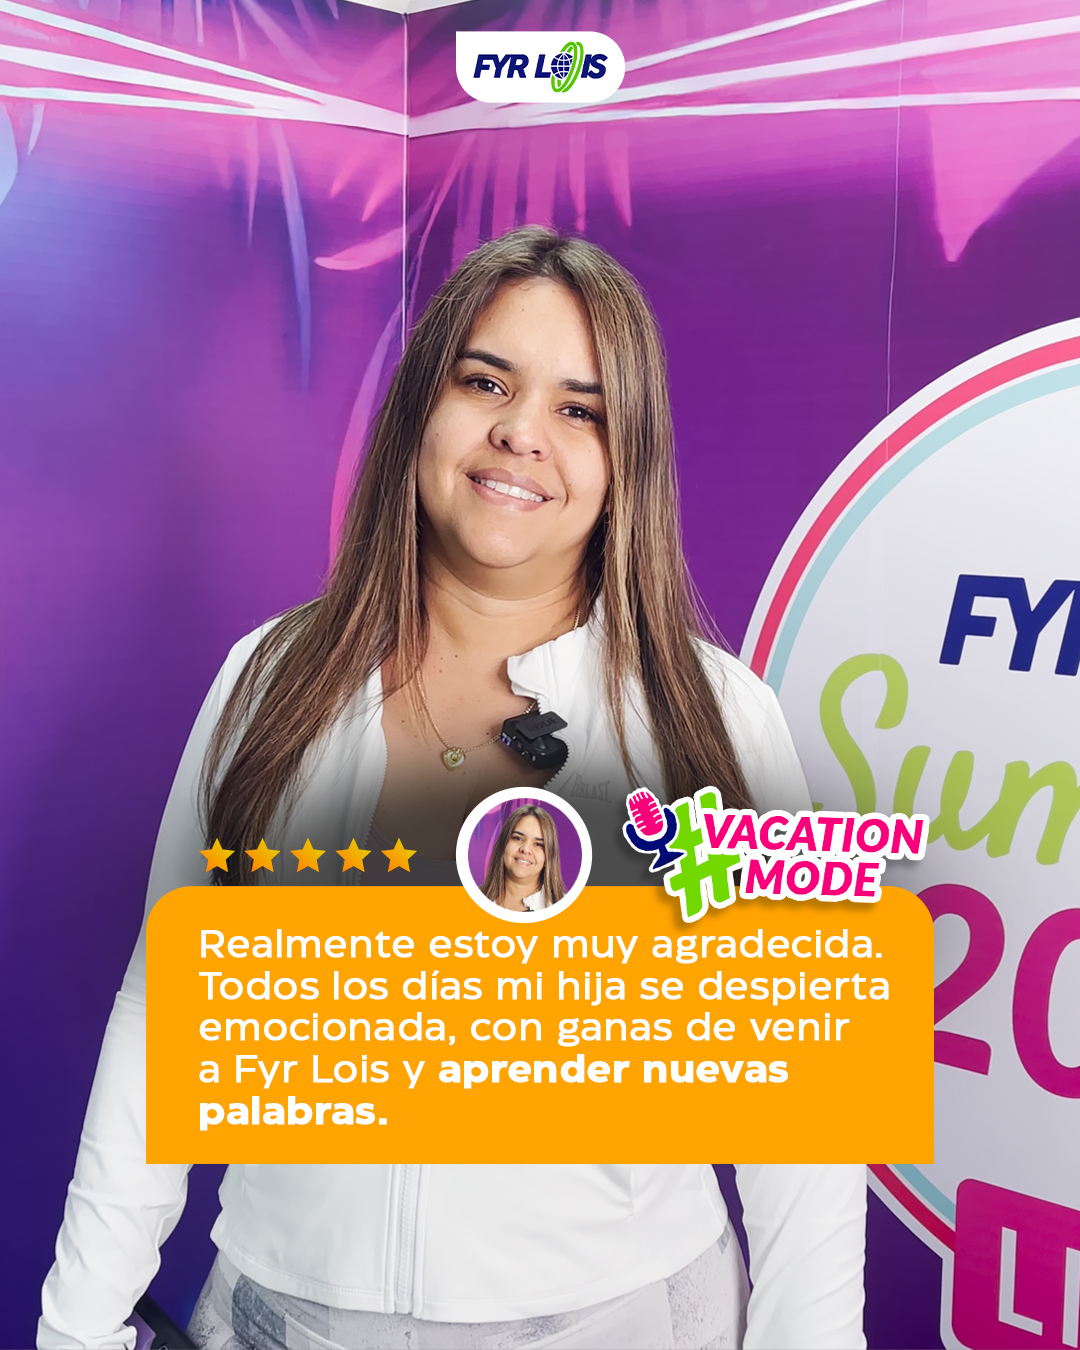 FYR LOIS
FY
Sum
20
LI
#VACATION
MODE
Realmente estoy muy agradecida.
Todos los días mi hija se despierta
emocionada, con ganas de venir
a Fyr Lois y aprender nuevas
palabras.